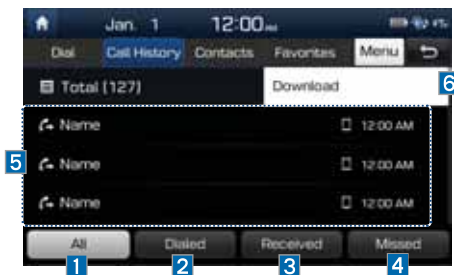 Jan. 1 12:00 AM
Dial Call History Contacts Favorites Menu
Total (127) Download
6
Name 12:00 AM
5 Name 12:00 AM
Name 12:00 AM
All Dialed Received Missed
1 2 3 4